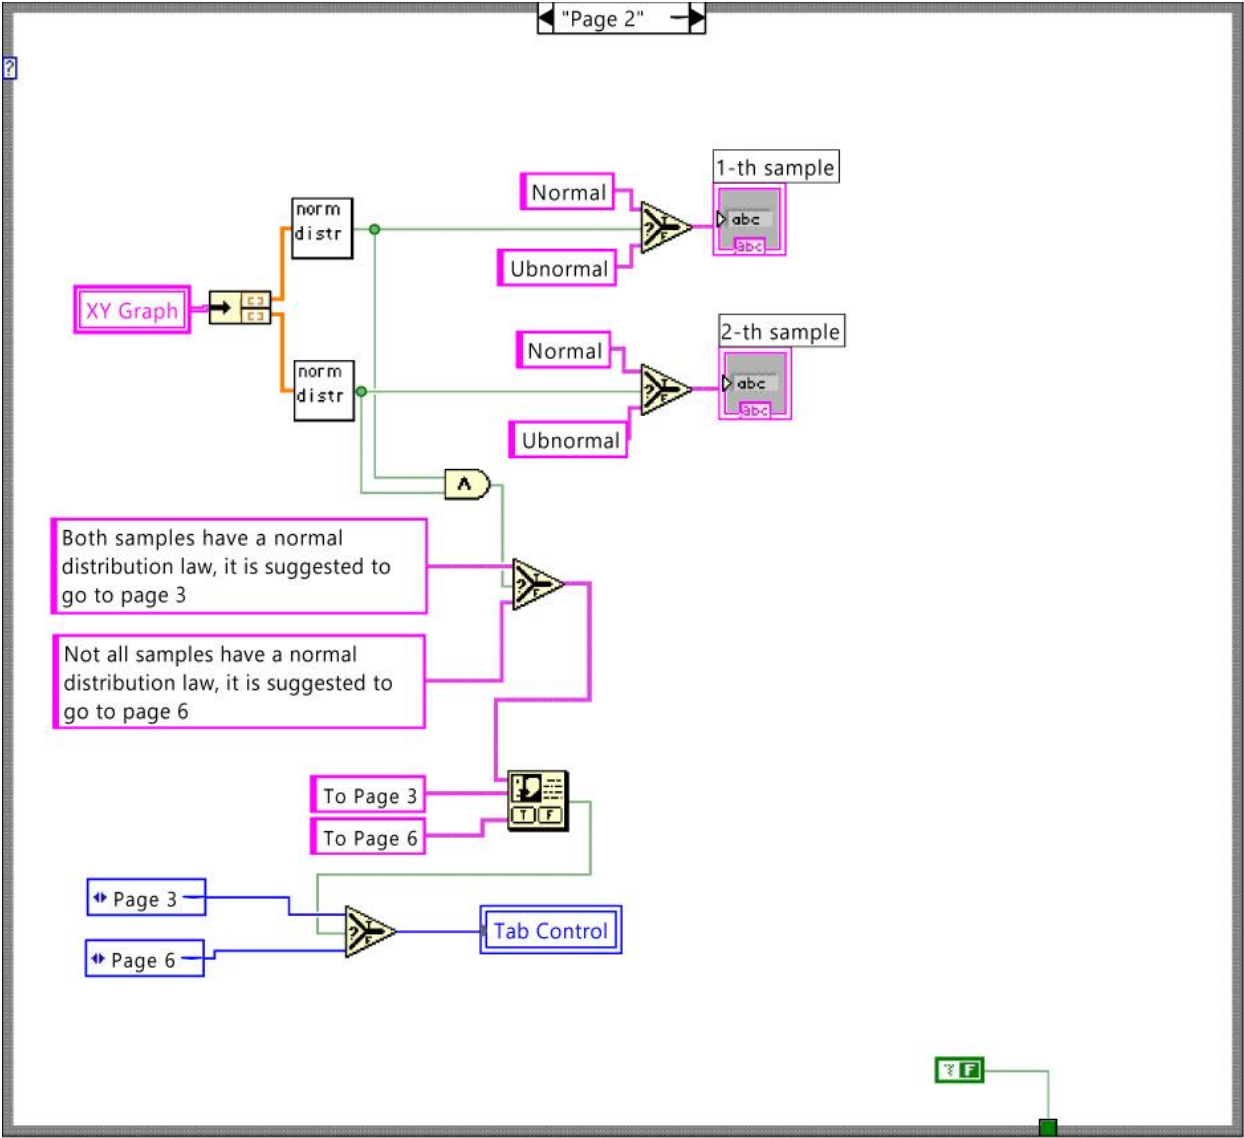 "Page 2"
?
1-th sample
Normal
norm
distr
T
?
F
abc
abc
Ubnormal
XY Graph
2-th sample
Normal
norm
distr
T
?
F
abc
abc
Ubnormal
Λ
Both samples have a normal
distribution law, it is suggested to
go to page 3
T
?
F
Not all samples have a normal
distribution law, it is suggested to
go to page 6
To Page 3
T F
To Page 6
Page 3
T
?
F
Tab Control
Page 6
F